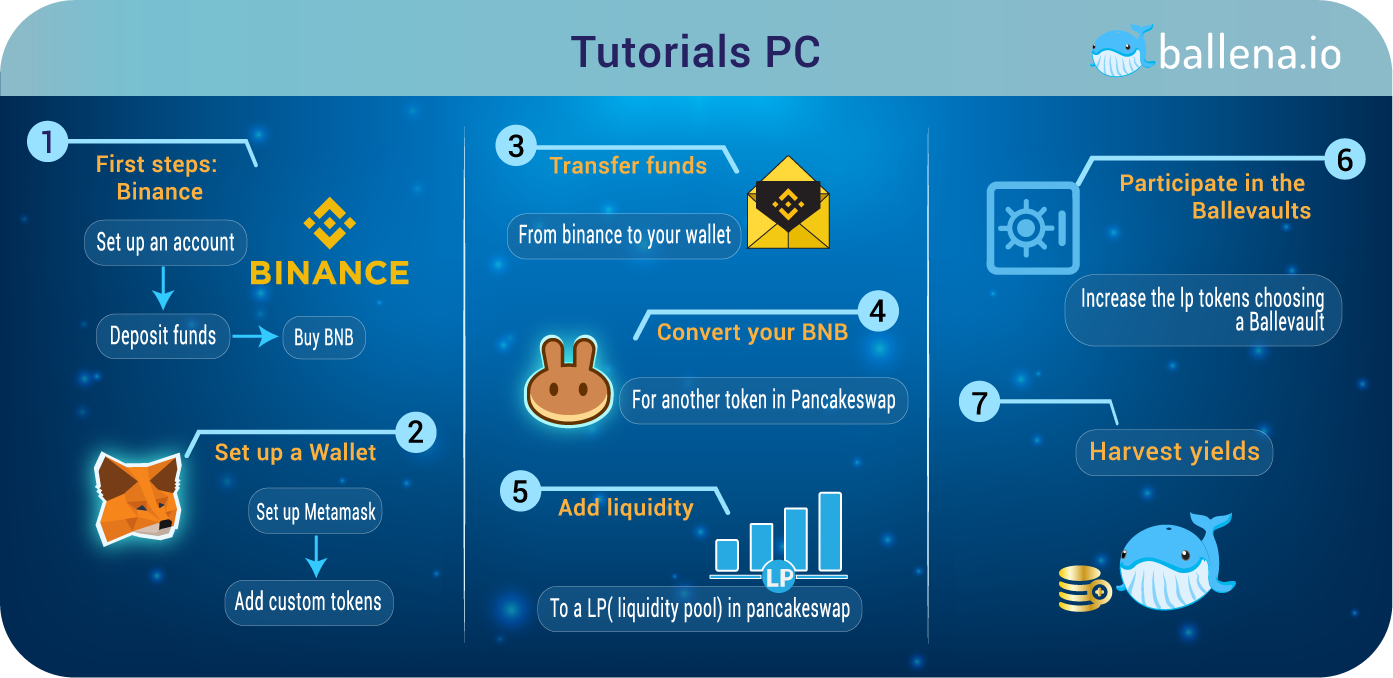 Tutorials PC
ballena.io
1
First steps:
Binance
Set up an account
BINANCE
Deposit funds
Buy BNB
2
Set up a Wallet
Set up Metamask
Add custom tokens
3
Transfer funds
From binance to your wallet
4
Convert your BNB
For another token in Pancakeswap
5
Add liquidity
LP
To a LP( liquidity pool) in pancakeswap
6
Participate in the
Ballevaults
Increase the lp tokens choosing
a Ballevault
7
Harvest yields